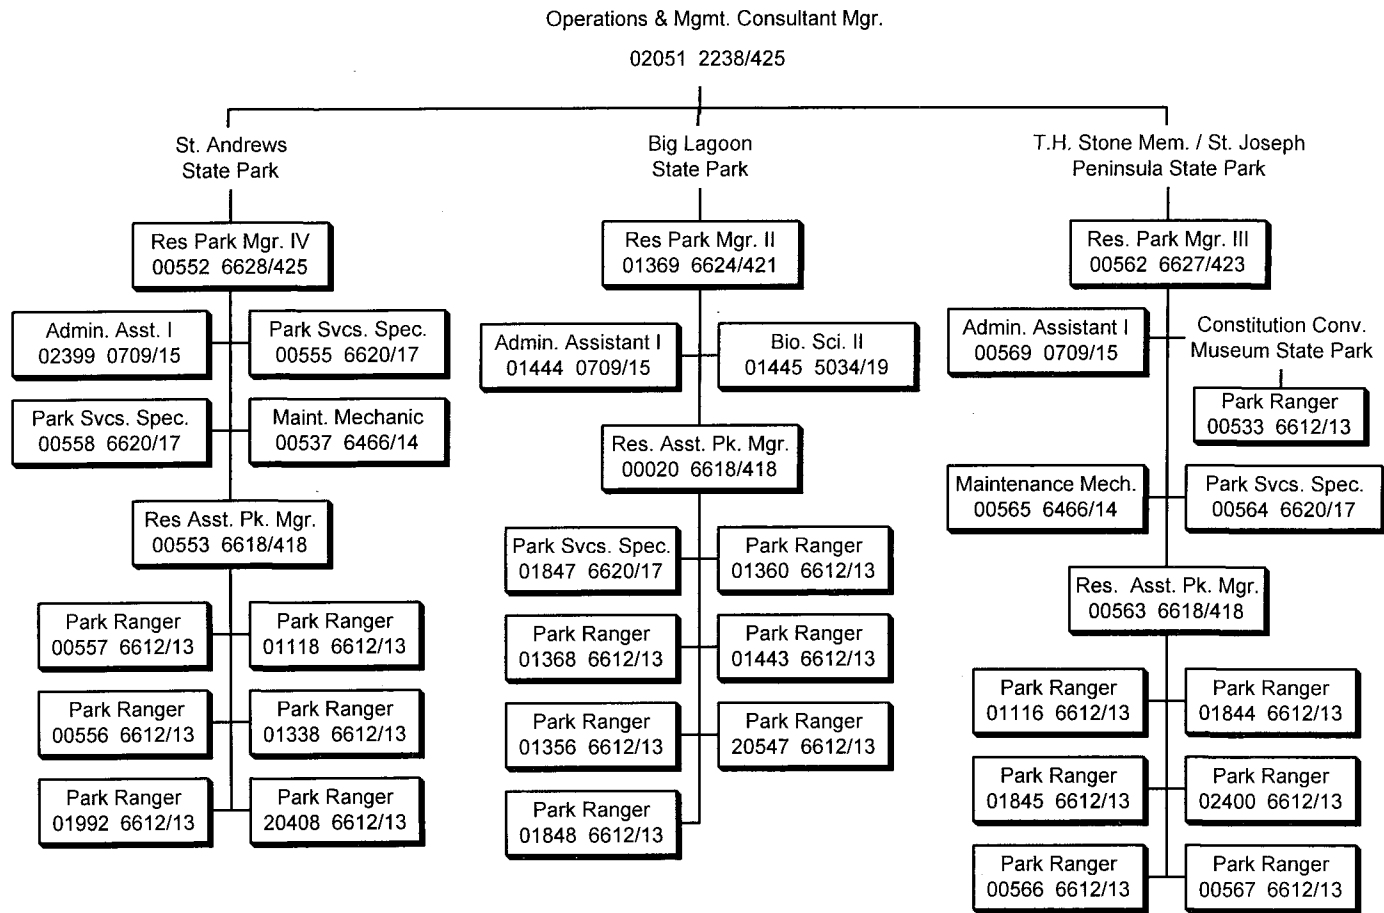 Operations & Mgmt. Consultant Mgr.
02051 2238/425
St. Andrews
State Park
Res Park Mgr. IV
00552 6628/425
Admin. Asst. I
02399 0709/15
Park Svcs. Spec.
00555 6620/17
Park Svcs. Spec.
00558 6620/17
Maint. Mechanic
00537 6466/14
Res Asst. Pk. Mgr.
00553 6618/418
Park Ranger
00557 6612/13
Park Ranger
01118 6612/13
Park Ranger
00556 6612/13
Park Ranger
01338 6612/13
Park Ranger
01992 6612/13
Park Ranger
20408 6612/13
Big Lagoon
State Park
Res Park Mgr. II
01369 6624/421
Admin. Assistant I
01444 0709/15
Bio. Sci. II
01445 5034/19
Res. Asst. Pk. Mgr.
00020 6618/418
Park Svcs. Spec.
01847 6620/17
Park Ranger
01360 6612/13
Park Ranger
01368 6612/13
Park Ranger
01443 6612/13
Park Ranger
01356 6612/13
Park Ranger
20547 6612/13
Park Ranger
01848 6612/13
T.H. Stone Mem. / St. Joseph
Peninsula State Park
Res. Park Mgr. III
00562 6627/423
Admin. Assistant I
00569 0709/15
Constitution Conv.
Museum State Park
Park Ranger
00533 6612/13
Maintenance Mech.
00565 6466/14
Park Svcs. Spec.
00564 6620/17
Res. Asst. Pk. Mgr.
00563 6618/418
Park Ranger
01116 6612/13
Park Ranger
01844 6612/13
Park Ranger
01845 6612/13
Park Ranger
02400 6612/13
Park Ranger
00566 6612/13
Park Ranger
00567 6612/13